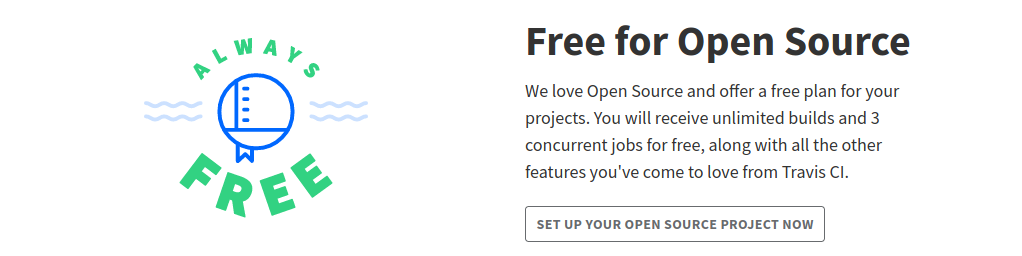 ALWAYS
FREE
Free for Open Source
We love Open Source and offer a free plan for your
projects. You will receive unlimited builds and 3
concurrent jobs for free, along with all the other
features you've come to love from Travis CI.
SET UP YOUR OPEN SOURCE PROJECT NOW